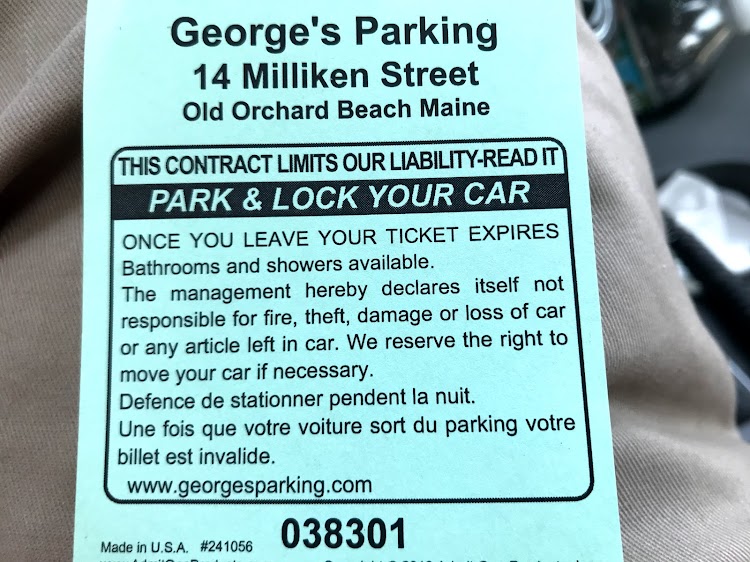 George's Parking
14 Milliken Street
Old Orchard Beach Maine
THIS CONTRACT LIMITS OUR LIABILITY-READ IT
PARK & LOCK YOUR CAR
ONCE YOU LEAVE YOUR TICKET EXPIRES
Bathrooms and showers available.
The management hereby declares itself not
responsible for fire, theft, damage or loss of car
or any article left in car. We reserve the right to
move your car if necessary.
Defence de stationner pendent la nuit.
Une fois que votre voiture sort du parking votre
billet est invalide.
www.georgesparking.com
Made in U.S.A. #241056 038301